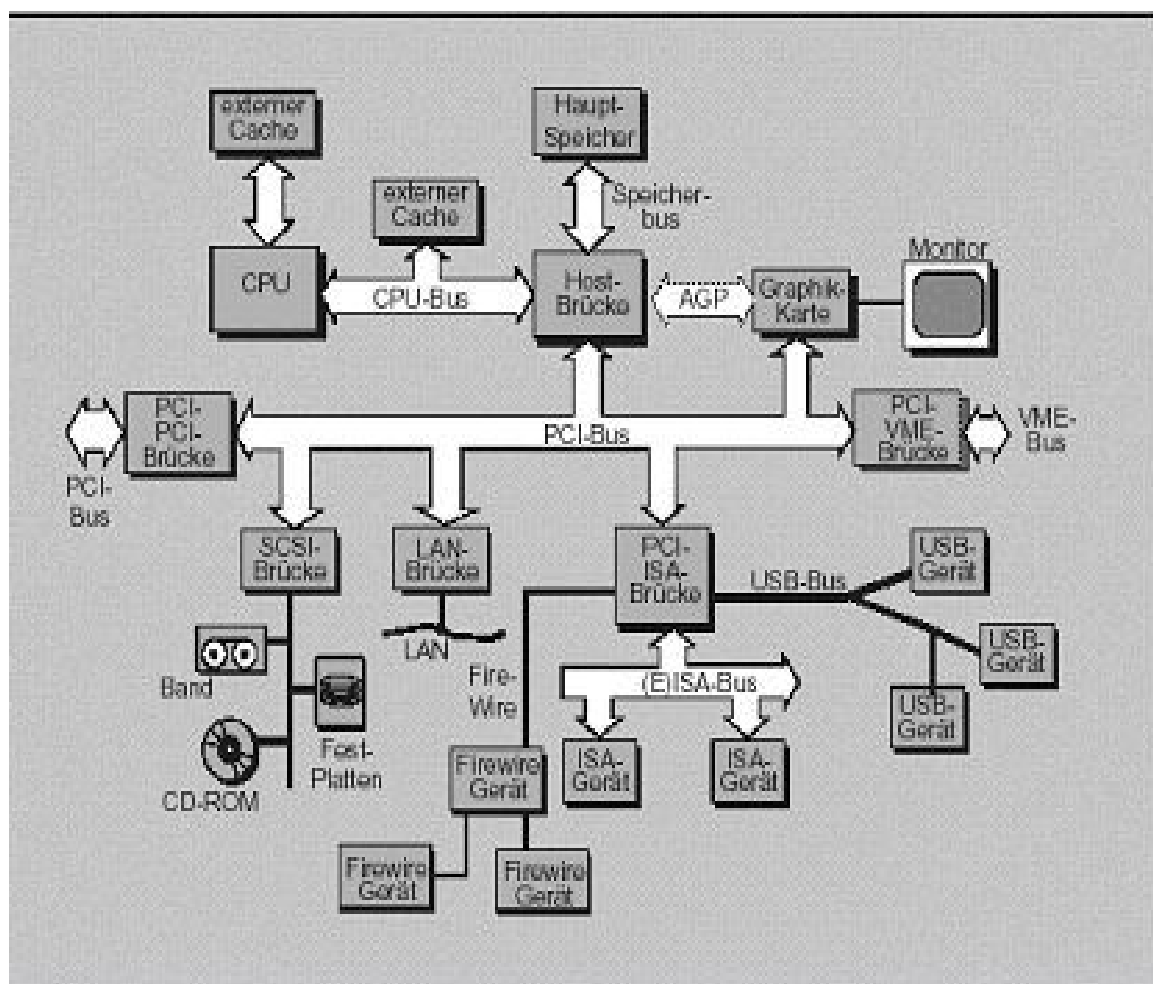 externer
Cache
Haupt-
Speicher
externer
Cache
Speicher-
bus
CPU
CPU-Bus
Host-
Brücke
AGP
Graphik-
Karte
Monitor
PCI-
PCI-
Brücke
PCI-Bus
PCI-
VME-
Brücke
VME-
Bus
PCI-
Bus
SCSI-
Brücke
LAN-
Brücke
PCI-
ISA-
Brücke
USB-Bus
USB-
Gerät
USB-
Gerät
USB-
Gerät
LAN
Band
Fest-
Platten
CD-ROM
Fire-
Wire
(E)ISA-Bus
ISA-
Gerät
ISA-
Gerät
Firewire
Gerät
Firewire
Gerät
Firewire
Gerät